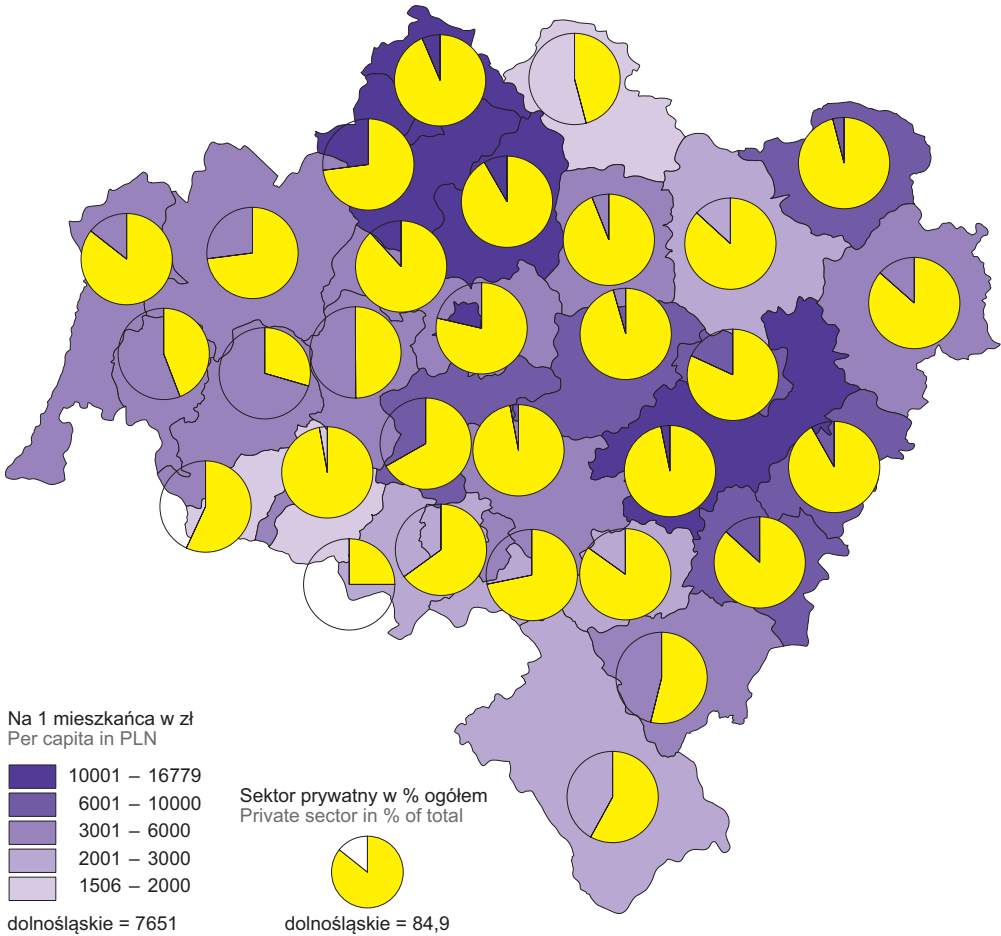 Na 1 mieszkańca w zł
Per capita in PLN
10001 – 16779
6001 – 10000
3001 – 6000
2001 – 3000
1506 – 2000
dolnośląskie = 7651
Sektor prywatny w % ogółem
Private sector in % of total
dolnośląskie = 84,9